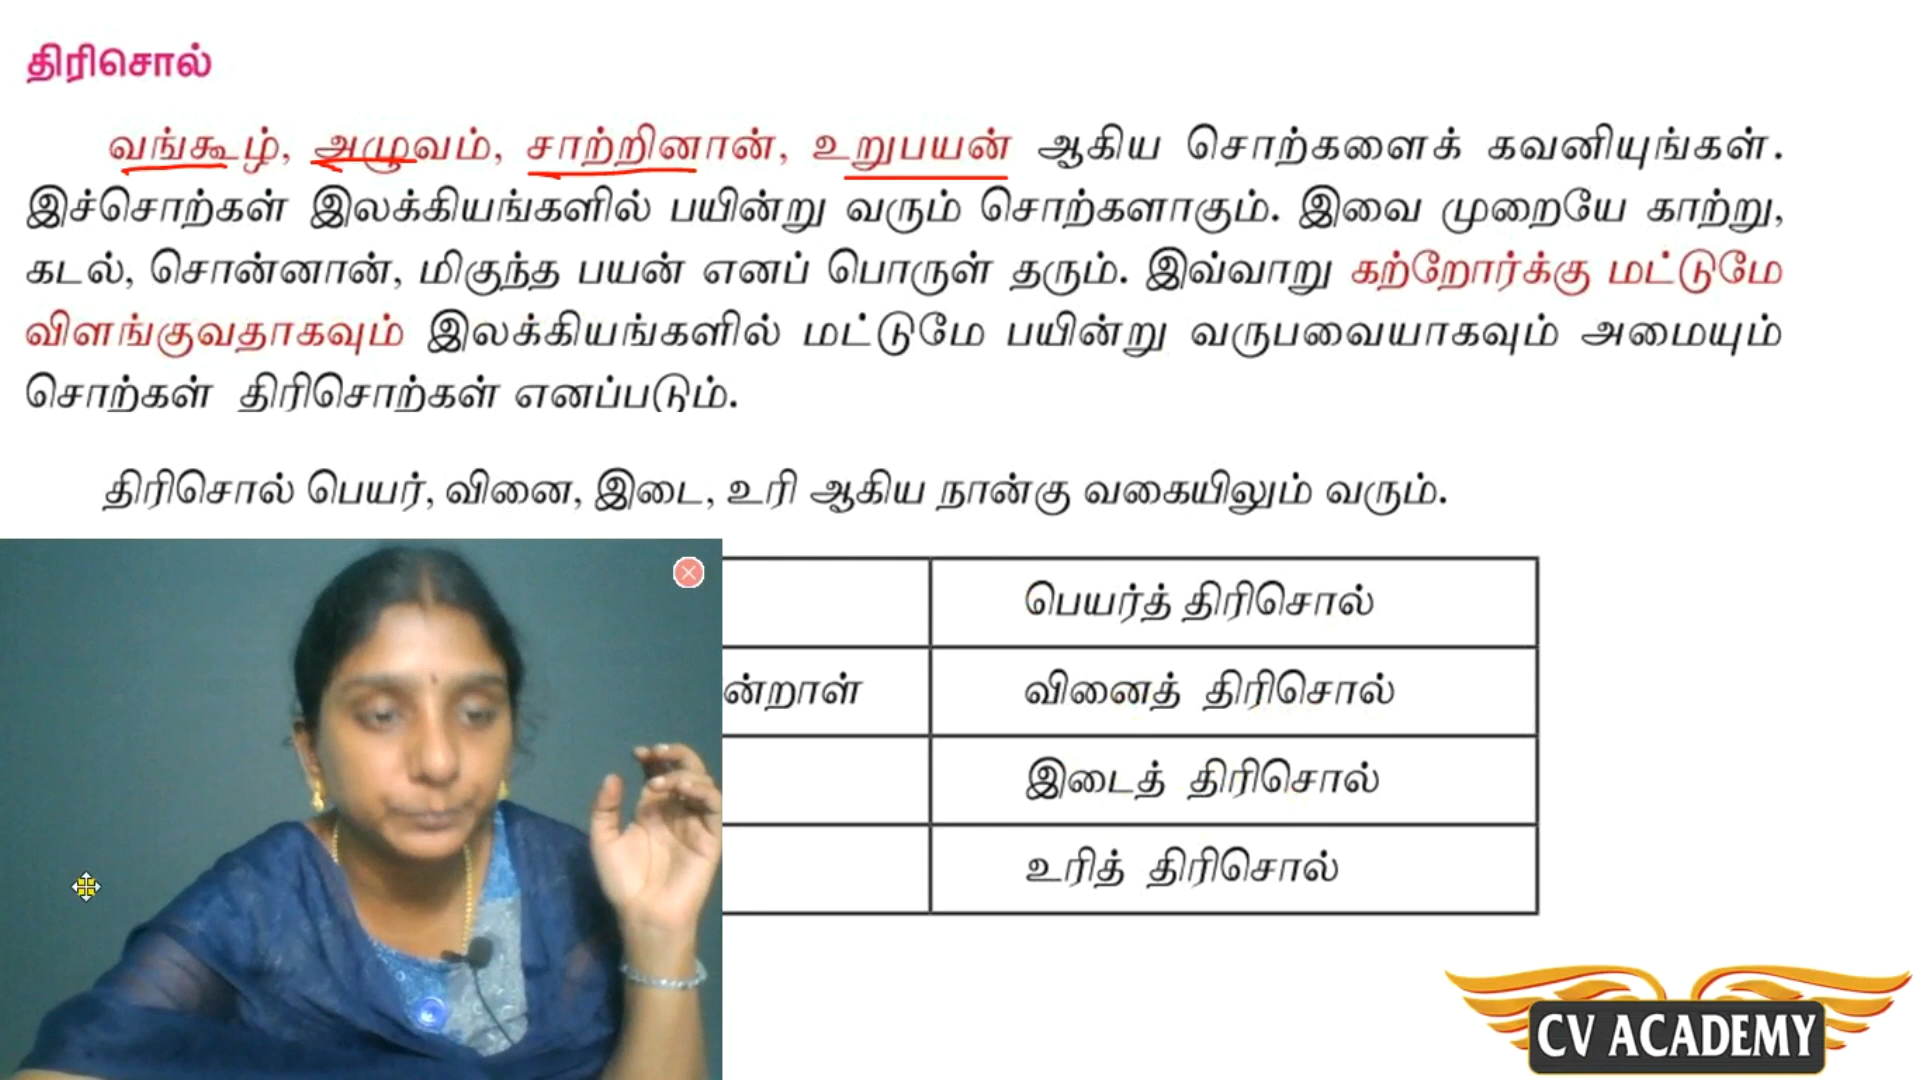 திரிசொல்
வங்கூழ், அழுவம், சாற்றினான், உறுபயன் ஆகிய சொற்களைக் கவனியுங்கள்.
இச்சொற்கள் இலக்கியங்களில் பயின்று வரும் சொற்களாகும். இவை முறையே காற்று,
கடல், சொன்னான், மிகுந்த பயன் எனப் பொருள் தரும். இவ்வாறு கற்றோர்க்கு மட்டுமே
விளங்குவதாகவும் இலக்கியங்களில் மட்டுமே பயின்று வருபவையாகவும் அமையும்
சொற்கள் திரிசொற்கள் எனப்படும்.
திரிசொல் பெயர், வினை, இடை, உரி ஆகிய நான்கு வகையிலும் வரும்.
பெயர்த் திரிசொல்
ன்றாள் வினைத் திரிசொல்
இடைத் திரிசொல்
உரித் திரிசொல்
CV ACADEMY